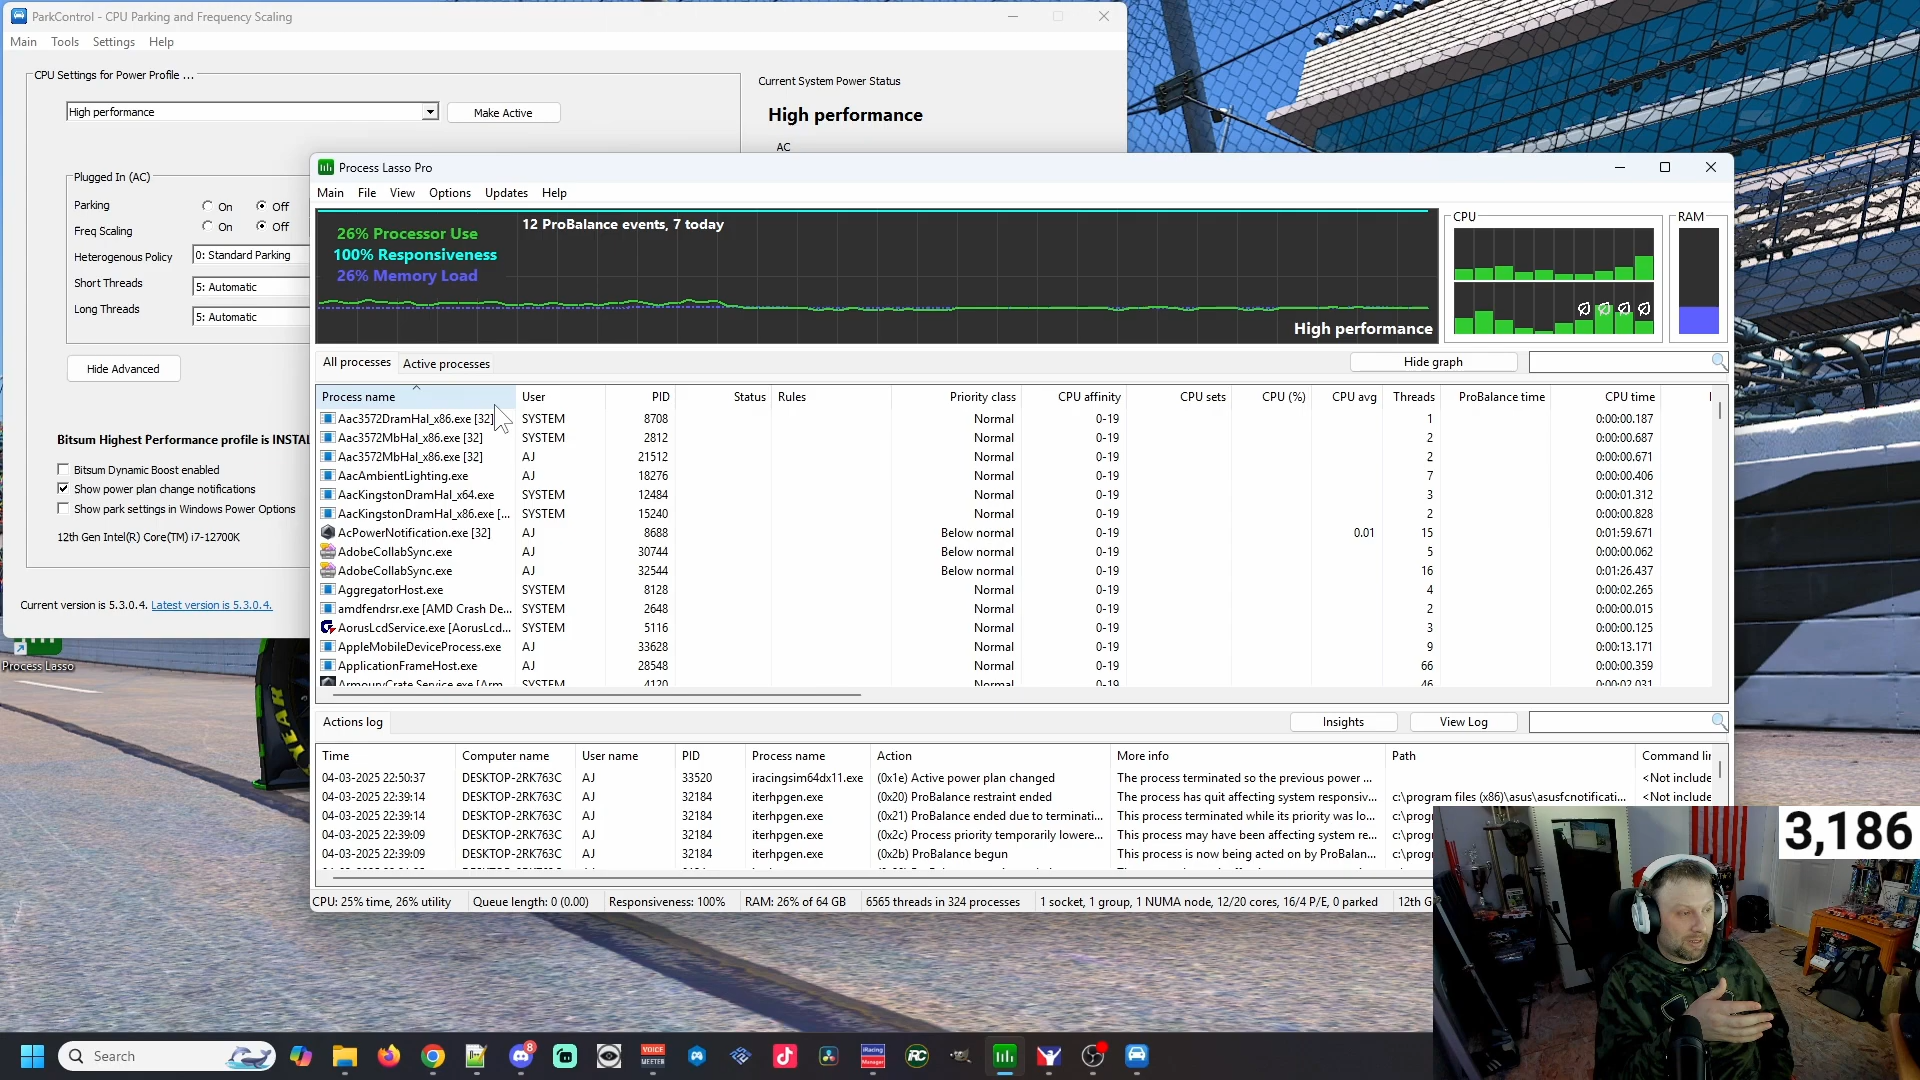 ParkControl - CPU Parking and Frequency Scaling
Main Tools Settings Help
CPU Settings for Power Profile ...
High performance
Make Active
Current System Power Status
High performance
AC
Plugged In (AC)
Parking On Off
Freq Scaling On Off
Heterogenous Policy 0: Standard Parking
Short Threads 5: Automatic
Long Threads 5: Automatic
Hide Advanced
Bitsum Highest Performance profile is INSTAL
Bitsum Dynamic Boost enabled
Show power plan change notifications
Show park settings in Windows Power Options
12th Gen Intel(R) Core(TM) i7-12700K
Current version is 5.3.0.4. Latest version is 5.3.0.4.
Process Lasso
Process Lasso Pro
Main File View Options Updates Help
26% Processor Use
100% Responsiveness
26% Memory Load
12 ProBalance events, 7 today
High performance
CPU
RAM
All processes Active processes
Hide graph
Process name User PID Status Rules Priority class CPU affinity CPU sets CPU (%) CPU avg Threads ProBalance time CPU time
Aac3572DramHal_x86.exe [32] SYSTEM 8708 Normal 0-19 1 0:00:00.187
Aac3572MbHal_x86.exe [32] SYSTEM 2812 Normal 0-19 2 0:00:00.687
Aac3572MbHal_x86.exe [32] AJ 21512 Normal 0-19 2 0:00:00.671
AacAmbientLighting.exe AJ 18276 Normal 0-19 7 0:00:00.406
AacKingstonDramHal_x64.exe SYSTEM 12484 Normal 0-19 3 0:00:01.312
AacKingstonDramHal_x86.exe [... SYSTEM 15240 Normal 0-19 2 0:00:00.828
AcPowerNotification.exe [32] AJ 8688 Below normal 0-19 0.01 15 0:01:59.671
AdobeCollabSync.exe AJ 30744 Below normal 0-19 5 0:00:00.062
AdobeCollabSync.exe AJ 32544 Below normal 0-19 16 0:01:26.437
AggregatorHost.exe SYSTEM 8128 Normal 0-19 4 0:00:02.265
amdfendrsr.exe [AMD Crash De... SYSTEM 2648 Normal 0-19 2 0:00:00.015
AorusLcdService.exe [AorusLcd... SYSTEM 5116 Normal 0-19 3 0:00:00.125
AppleMobileDeviceProcess.exe AJ 33628 Normal 0-19 9 0:00:13.171
ApplicationFrameHost.exe AJ 28548 Normal 0-19 66 0:00:00.359
ArmouryCrate.Service.exe [Arm... SYSTEM 4120 Normal 0-19 46 0:00:02.031
Actions log
Insights
View Log
Time Computer name User name PID Process name Action More info Path Command lin
04-03-2025 22:50:37 DESKTOP-2RK763C AJ 33520 iracingsim64dx11.exe (0x1e) Active power plan changed The process terminated so the previous power ... <Not include
04-03-2025 22:39:14 DESKTOP-2RK763C AJ 32184 iterhpgen.exe (0x20) ProBalance restraint ended The process has quit affecting system responsiv... c:\program files (x86)\asus\asusfcnotificati... <Not include
04-03-2025 22:39:14 DESKTOP-2RK763C AJ 32184 iterhpgen.exe (0x21) ProBalance ended due to terminati... This process terminated while its priority was lo... c:\prog
04-03-2025 22:39:09 DESKTOP-2RK763C AJ 32184 iterhpgen.exe (0x2c) Process priority temporarily lowere... This process may have been affecting system re... c:\prog
04-03-2025 22:39:09 DESKTOP-2RK763C AJ 32184 iterhpgen.exe (0x2b) ProBalance begun This process is now being acted on by ProBalan... c:\prog
CPU: 25% time, 26% utility Queue length: 0 (0.00) Responsiveness: 100% RAM: 26% of 64 GB 6565 threads in 324 processes 1 socket, 1 group, 1 NUMA node, 12/20 cores, 16/4 P/E, 0 parked 12th G
3,186
Search
8
VOICE
MEETER
iRacing
Manager